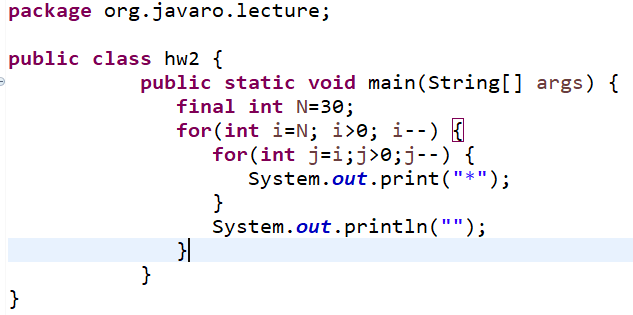 package org.javaro.lecture;
public class hw2 {
public static void main(String[] args) {
final int N=30;
for(int i=N; i>0; i--) {
for(int j=i;j>0;j--) {
System.out.print("*");
}
System.out.println("");
}
}
}